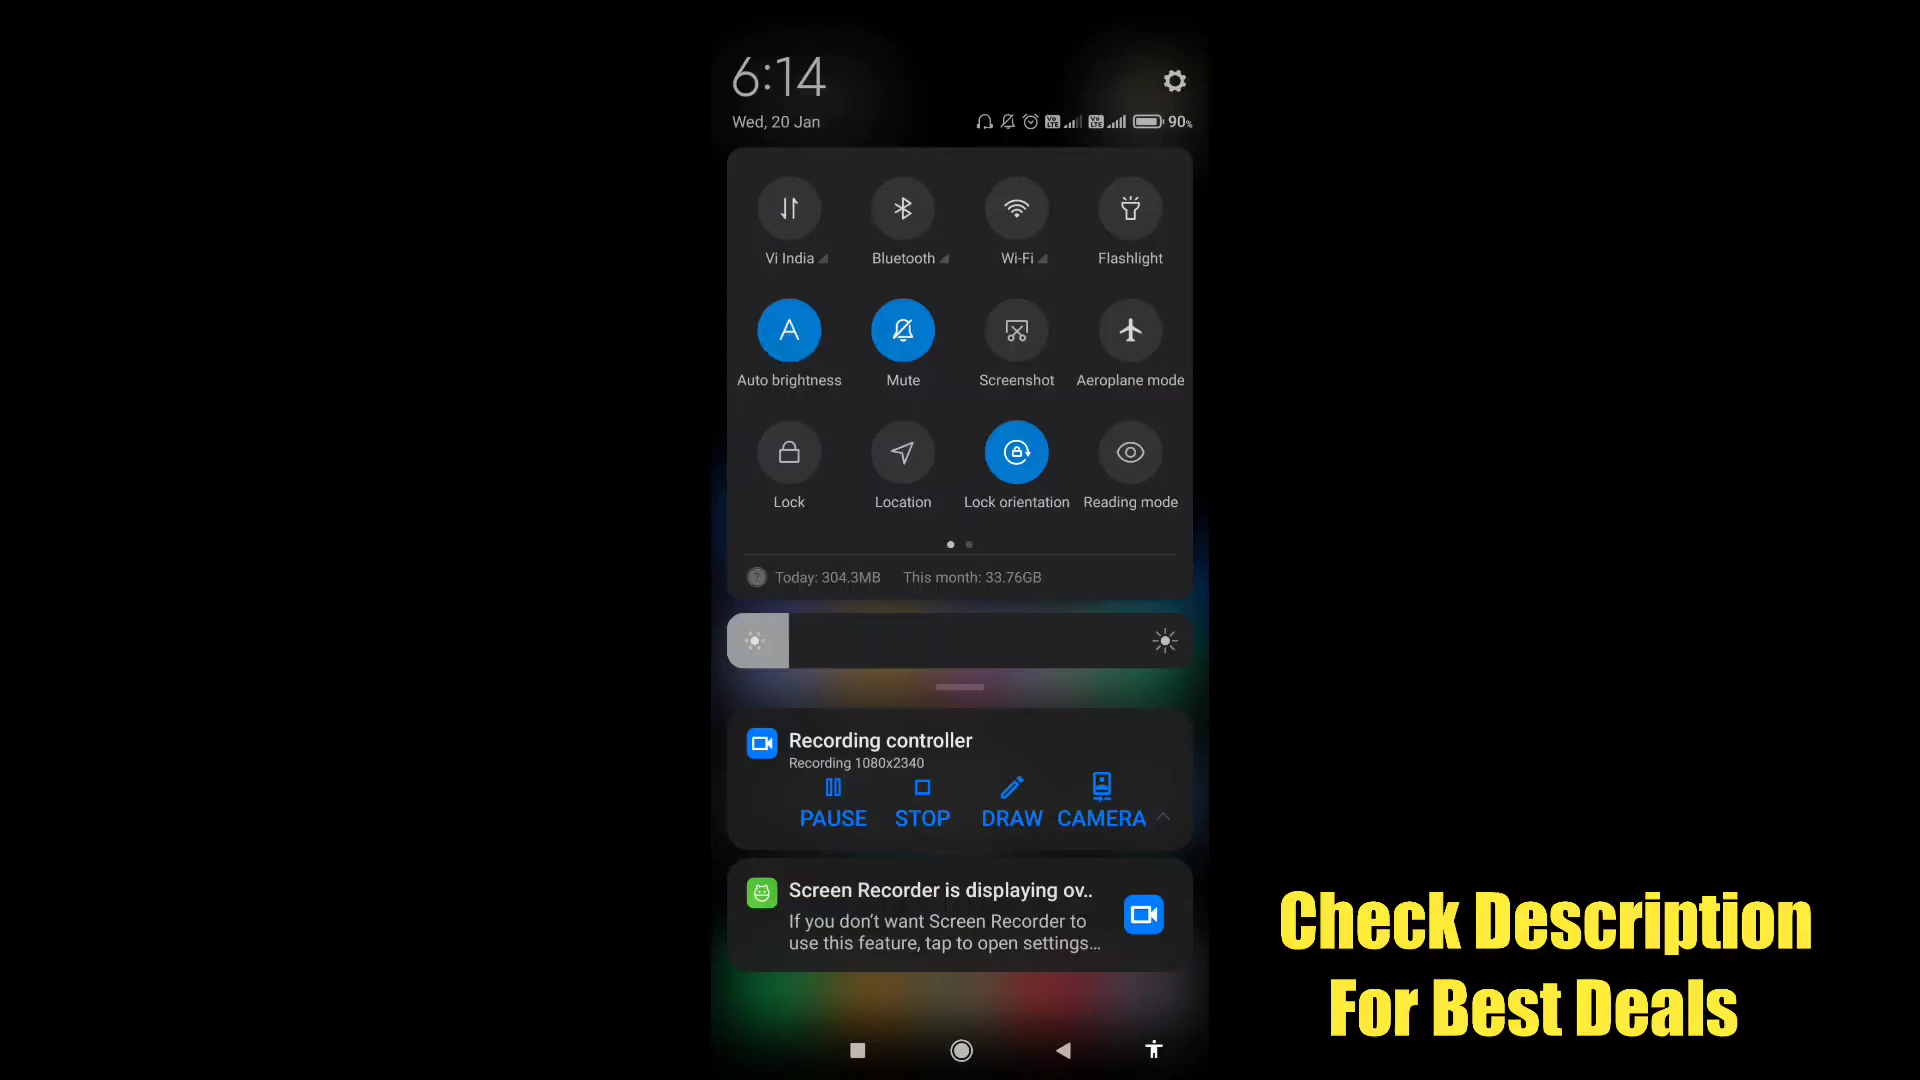 6:14
Wed, 20 Jan
90%
Vi India
Bluetooth
Wi-Fi
Flashlight
Auto brightness
Mute
Screenshot
Aeroplane mode
Lock
Location
Lock orientation
Reading mode
Today: 304.3MB This month: 33.76GB
Recording controller
Recording 1080x2340
PAUSE STOP DRAW CAMERA
Screen Recorder is displaying ov..
If you don't want Screen Recorder to
use this feature, tap to open settings...
Check Description
For Best Deals